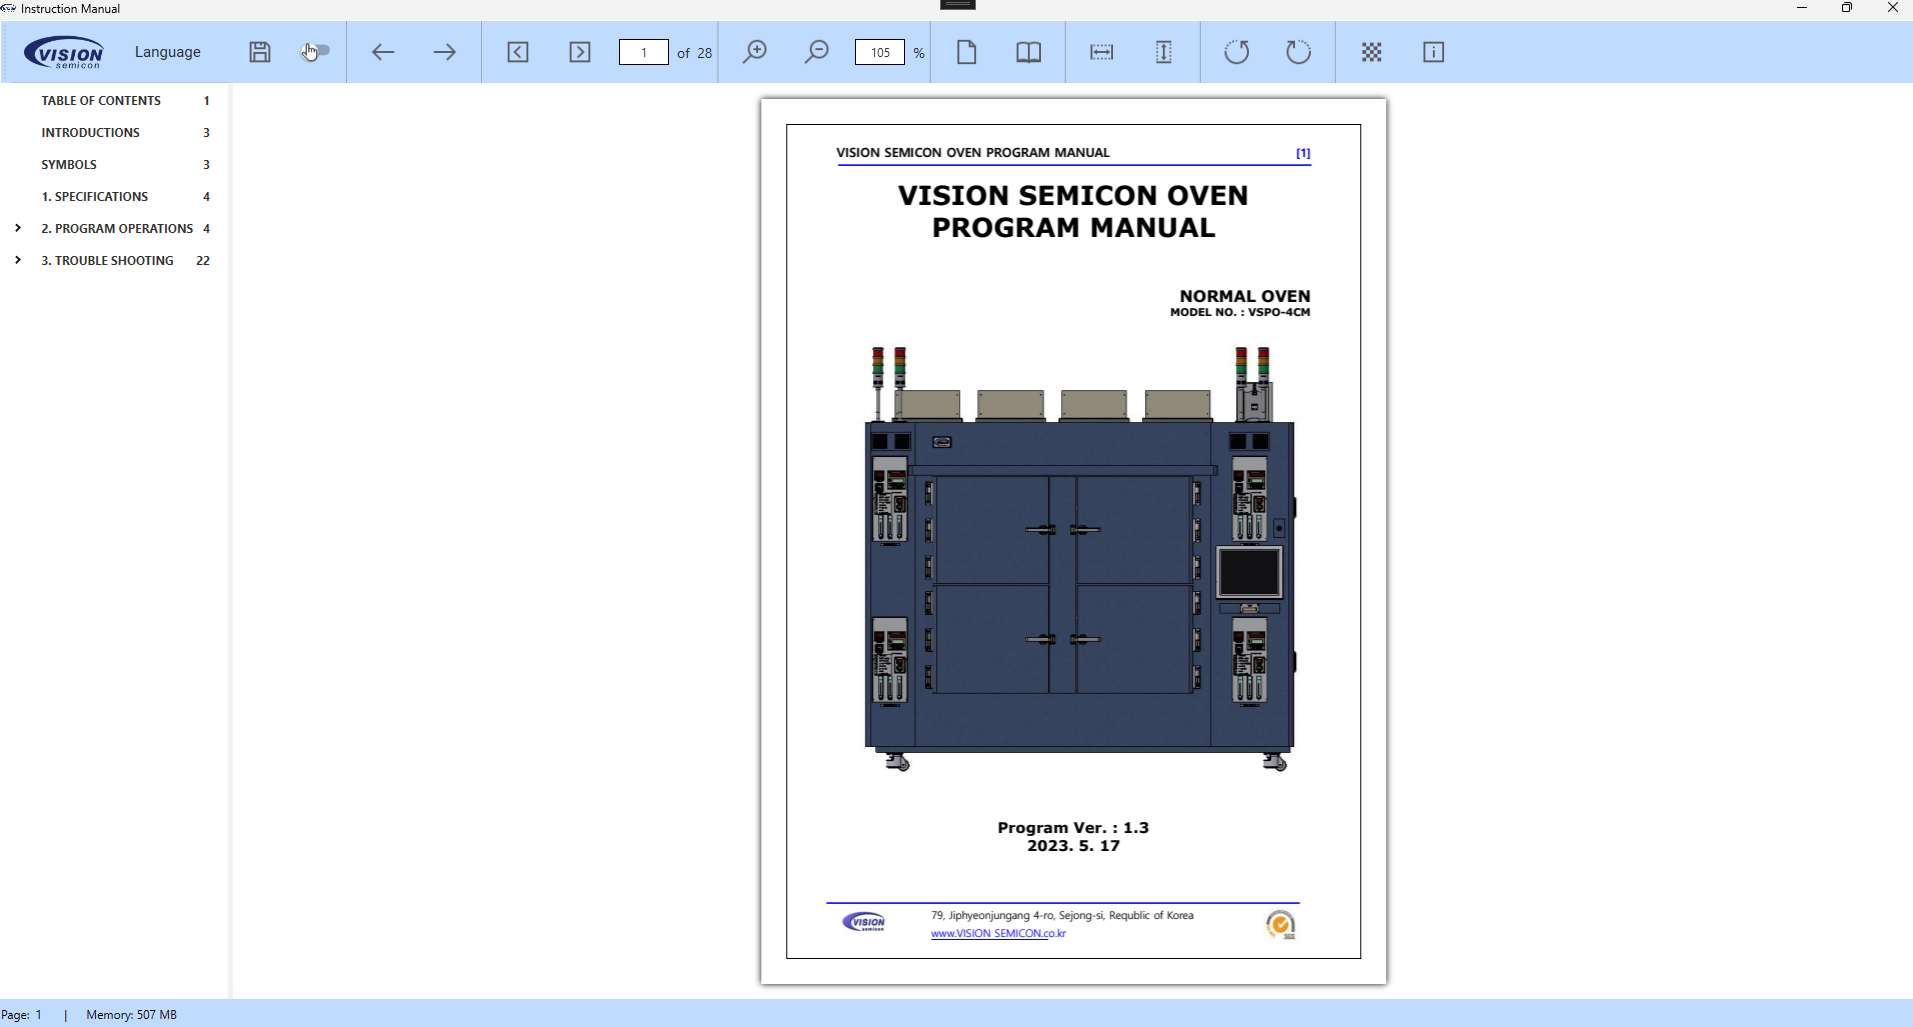 Instruction Manual
VISION semicon
Language
1 of 28
105 %
TABLE OF CONTENTS 1
INTRODUCTIONS 3
SYMBOLS 3
1. SPECIFICATIONS 4
2. PROGRAM OPERATIONS 4
3. TROUBLE SHOOTING 22
VISION SEMICON OVEN PROGRAM MANUAL [1]
VISION SEMICON OVEN
PROGRAM MANUAL
NORMAL OVEN
MODEL NO. : VSPO-4CM
Program Ver. : 1.3
2023. 5. 17
VISION semicon
79, Jiphyeonjungang 4-ro, Sejong-si, Requblic of Korea
www.VISION SEMICON.co.kr
SGS
Page: 1 | Memory: 507 MB